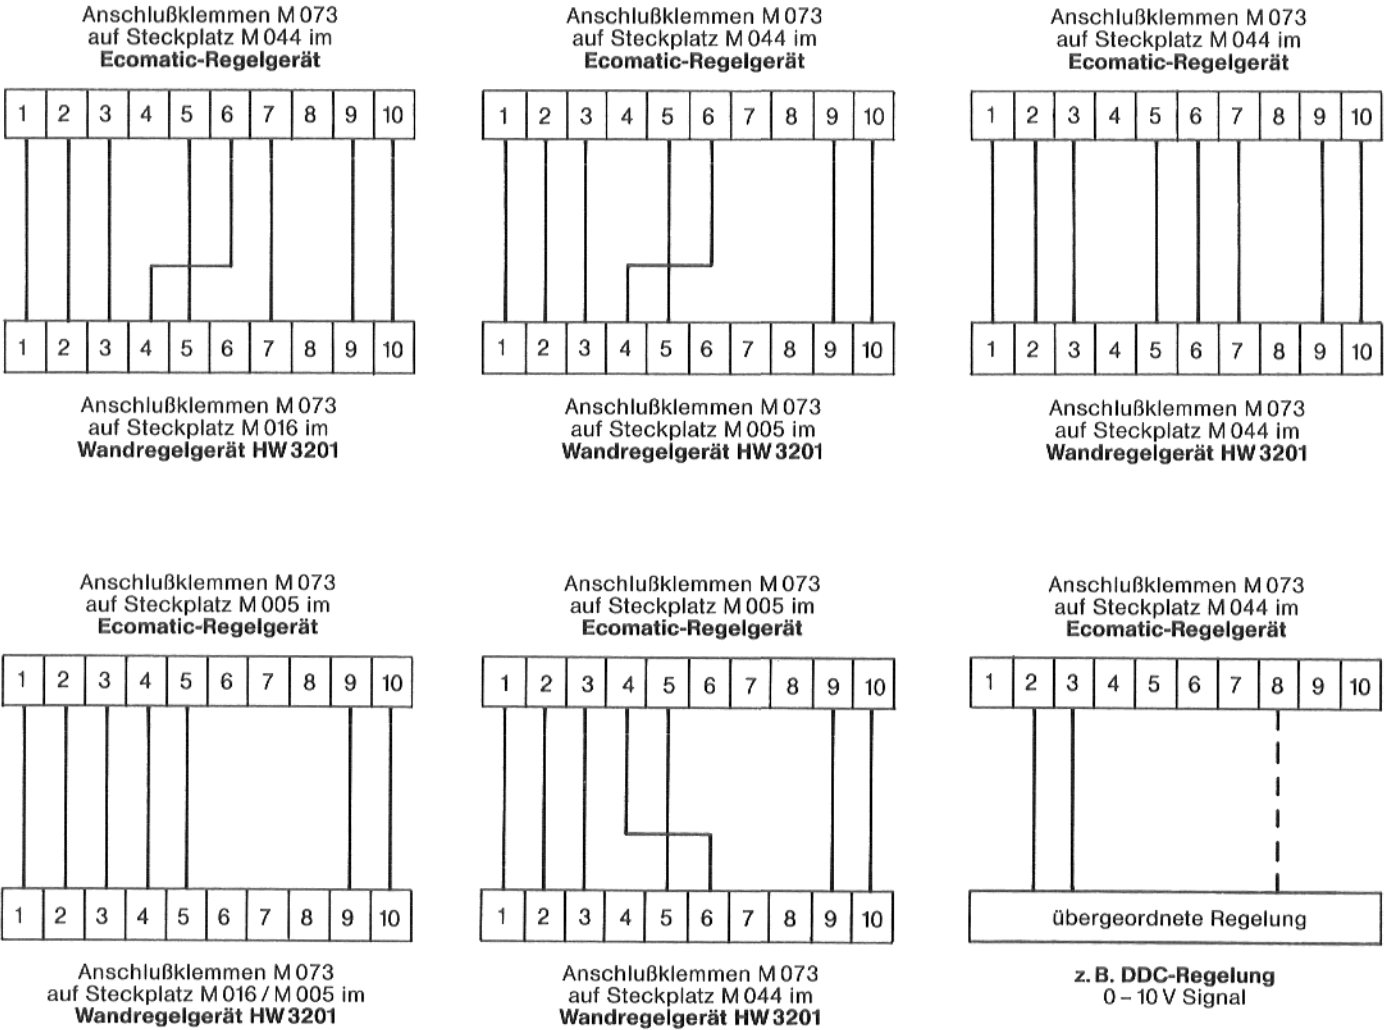 Anschlußklemmen M 073
auf Steckplatz M 044 im
Ecomatic-Regelgerät
1 2 3 4 5 6 7 8 9 10
1 2 3 4 5 6 7 8 9 10
Anschlußklemmen M 073
auf Steckplatz M 016 im
Wandregelgerät HW 3201
Anschlußklemmen M 073
auf Steckplatz M 044 im
Ecomatic-Regelgerät
1 2 3 4 5 6 7 8 9 10
1 2 3 4 5 6 7 8 9 10
Anschlußklemmen M 073
auf Steckplatz M 005 im
Wandregelgerät HW 3201
Anschlußklemmen M 073
auf Steckplatz M 044 im
Ecomatic-Regelgerät
1 2 3 4 5 6 7 8 9 10
1 2 3 4 5 6 7 8 9 10
Anschlußklemmen M 073
auf Steckplatz M 044 im
Wandregelgerät HW 3201
Anschlußklemmen M 073
auf Steckplatz M 005 im
Ecomatic-Regelgerät
1 2 3 4 5 6 7 8 9 10
1 2 3 4 5 6 7 8 9 10
Anschlußklemmen M 073
auf Steckplatz M 016 / M 005 im
Wandregelgerät HW 3201
Anschlußklemmen M 073
auf Steckplatz M 005 im
Ecomatic-Regelgerät
1 2 3 4 5 6 7 8 9 10
1 2 3 4 5 6 7 8 9 10
Anschlußklemmen M 073
auf Steckplatz M 044 im
Wandregelgerät HW 3201
Anschlußklemmen M 073
auf Steckplatz M 044 im
Ecomatic-Regelgerät
1 2 3 4 5 6 7 8 9 10
übergeordnete Regelung
z. B. DDC-Regelung
0 – 10 V Signal